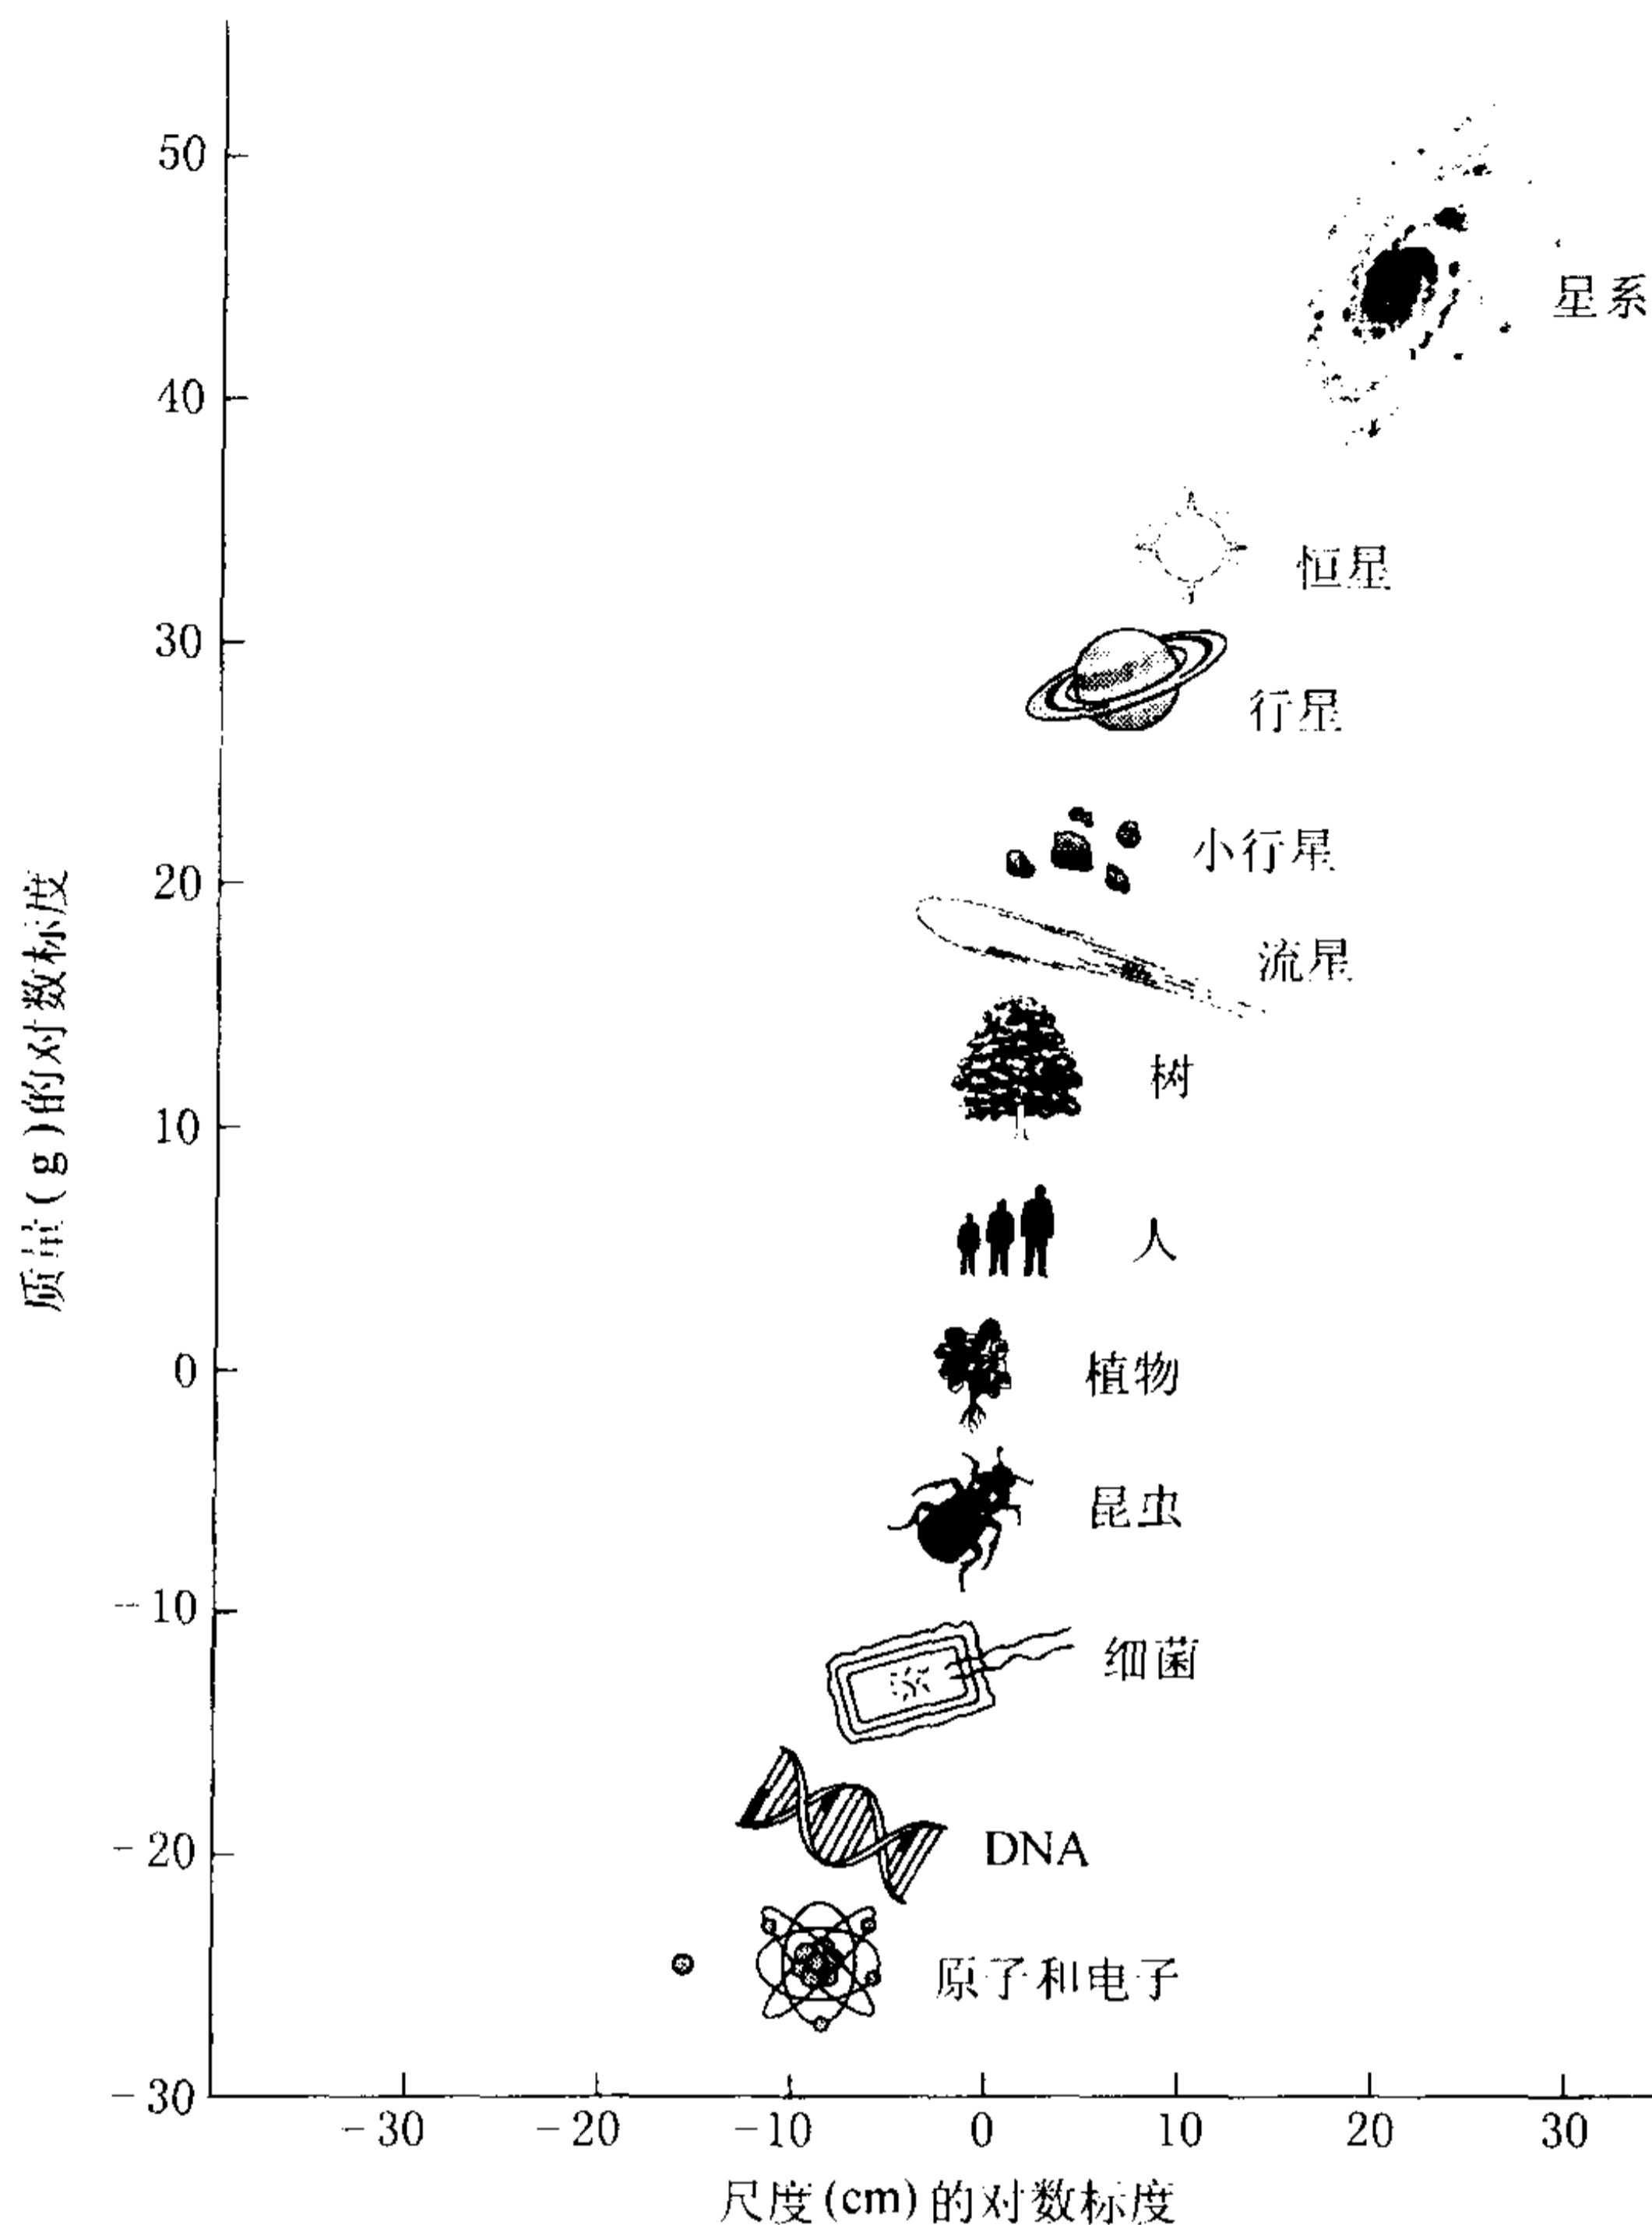 50
星系
40
恒星
30
行星
小行星
20
流星
树
10
人
植物
0
昆虫
-10
细菌
DNA
-20
原子和电子
-30
-30 -20 -10 0 10 20 30
尺度(cm)的对数标度
质量(g)的对数标度